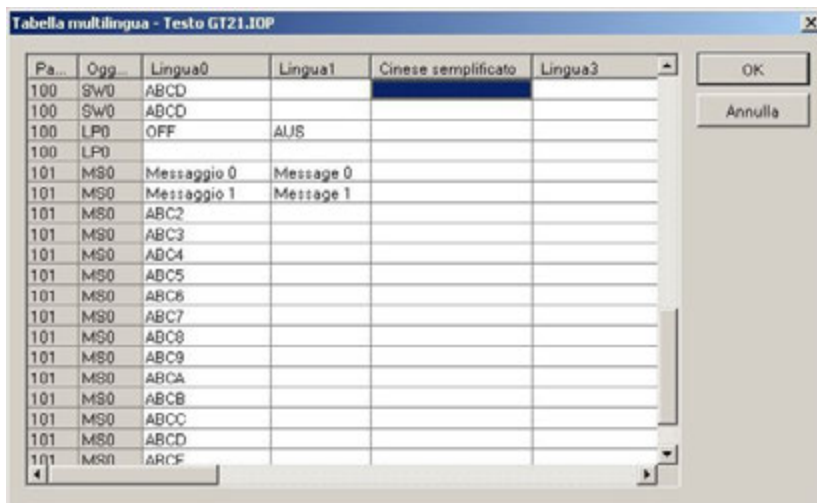 Tabella multilingua - Testo GT21.IOP
Pa... Ogg... Lingua0 Lingua1 Cinese semplificato Lingua3
OK
100 SW0 ABCD
100 SW0 ABCD
Annulla
100 LP0 OFF AUS
100 LP0
101 MS0 Messaggio 0 Message 0
101 MS0 Messaggio 1 Message 1
101 MS0 ABC2
101 MS0 ABC3
101 MS0 ABC4
101 MS0 ABC5
101 MS0 ABC6
101 MS0 ABC7
101 MS0 ABC8
101 MS0 ABC9
101 MS0 ABCA
101 MS0 ABCB
101 MS0 ABCC
101 MS0 ABCD
101 MS0 ABCE